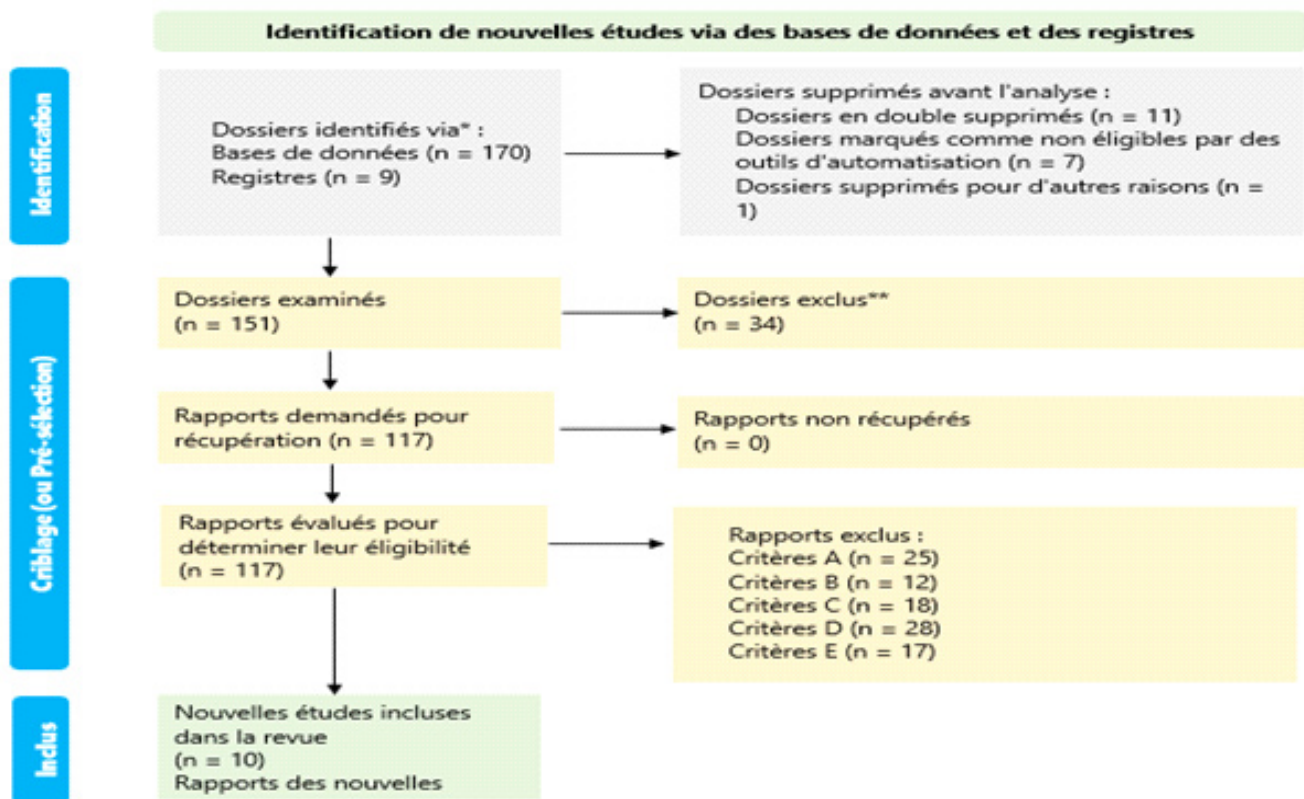 Identification de nouvelles études via des bases de données et des registres
Identification
Dossiers identifiés via* :
Bases de données (n = 170)
Registres (n = 9)
Dossiers supprimés avant l'analyse :
Dossiers en double supprimés (n = 11)
Dossiers marqués comme non éligibles par des
outils d'automatisation (n = 7)
Dossiers supprimés pour d'autres raisons (n =
1)
Criblage (ou Pré-sélection)
Dossiers examinés
(n = 151)
Dossiers exclus**
(n = 34)
Rapports demandés pour
récupération (n = 117)
Rapports non récupérés
(n = 0)
Rapports évalués pour
déterminer leur éligibilité
(n = 117)
Rapports exclus :
Critères A (n = 25)
Critères B (n = 12)
Critères C (n = 18)
Critères D (n = 28)
Critères E (n = 17)
Inclus
Nouvelles études incluses
dans la revue
(n = 10)
Rapports des nouvelles